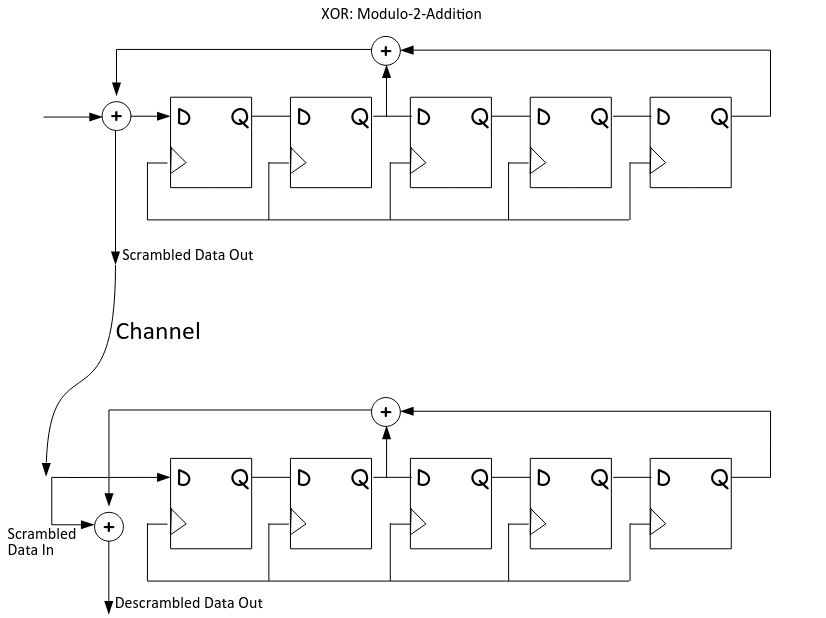 XOR: Modulo-2-Addition
+
+
D Q D Q D Q D Q D Q
Scrambled Data Out
Channel
+
D Q D Q D Q D Q D Q
+
Scrambled
Data In
Descrambled Data Out